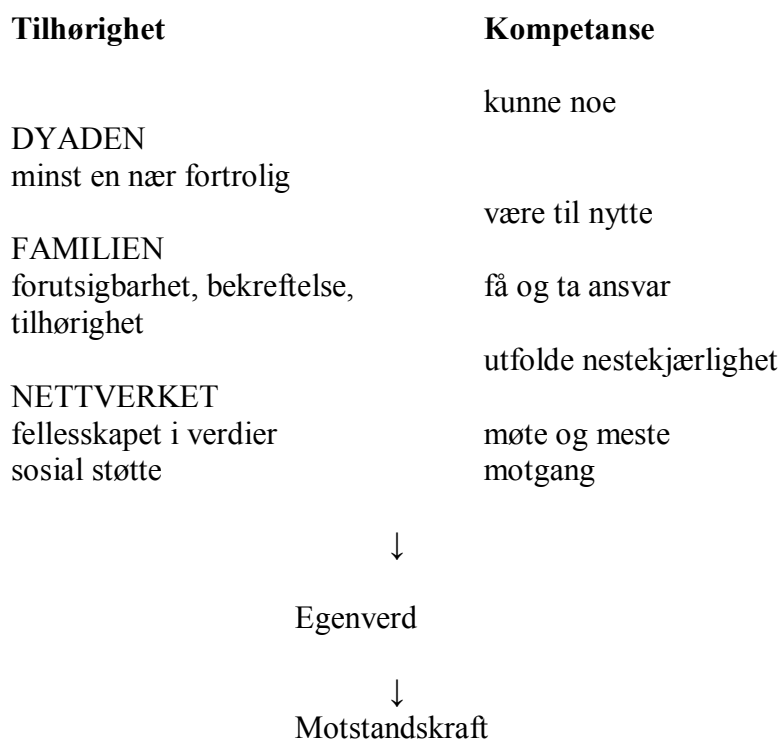 Tilhørighet
Kompetanse
kunne noe
DYADEN
minst en nær fortrolig
være til nytte
FAMILIEN
forutsigbarhet, bekreftelse,
få og ta ansvar
tilhørighet
utfolde nestekjærlighet
NETTVERKET
fellesskapet i verdier
møte og meste
sosial støtte
motgang
↓
Egenverd
↓
Motstandskraft